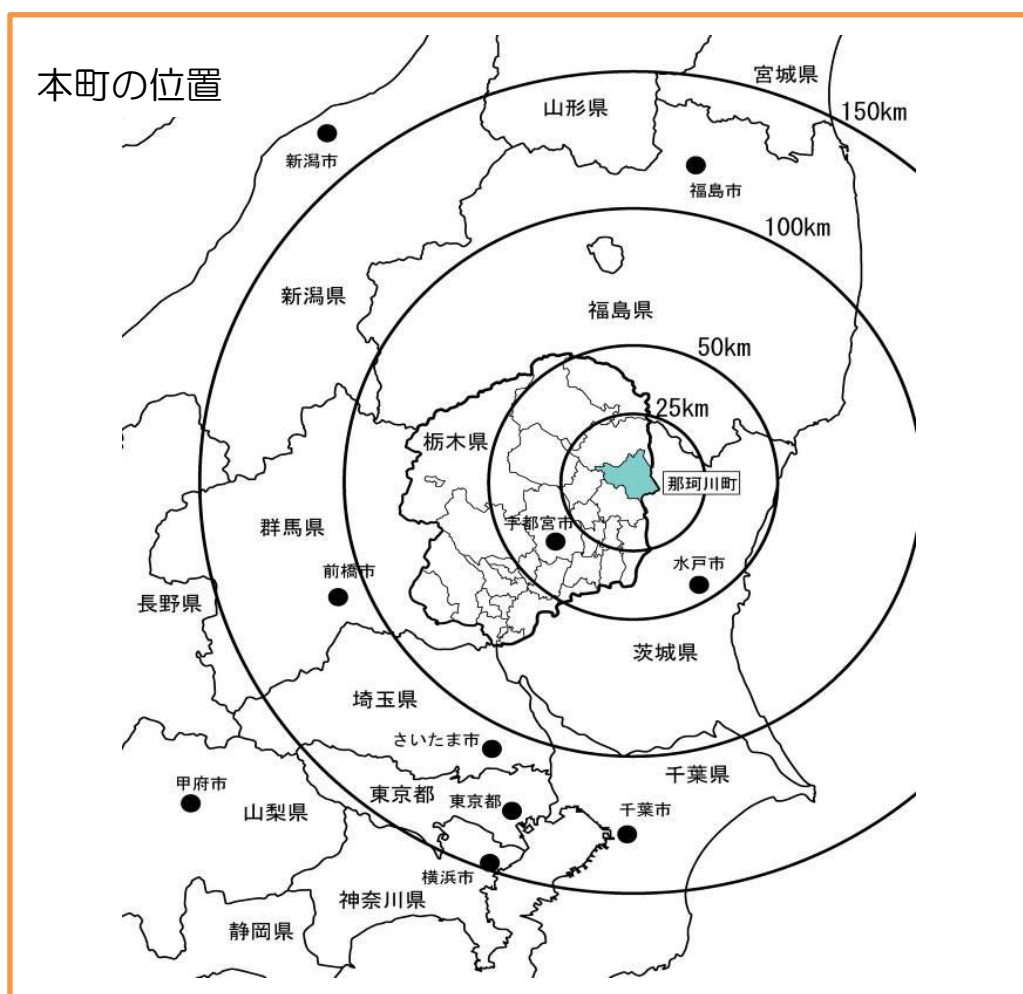 本町の位置
宮城県
150km
山形県
新潟市
福島市
100km
新潟県
福島県
50km
25km
栃木県
那珂川町
宇都宮市
群馬県
前橋市
水戸市
長野県
茨城県
埼玉県
さいたま市
千葉県
甲府市
山梨県
東京都
東京都
千葉市
横浜市
神奈川県
静岡県